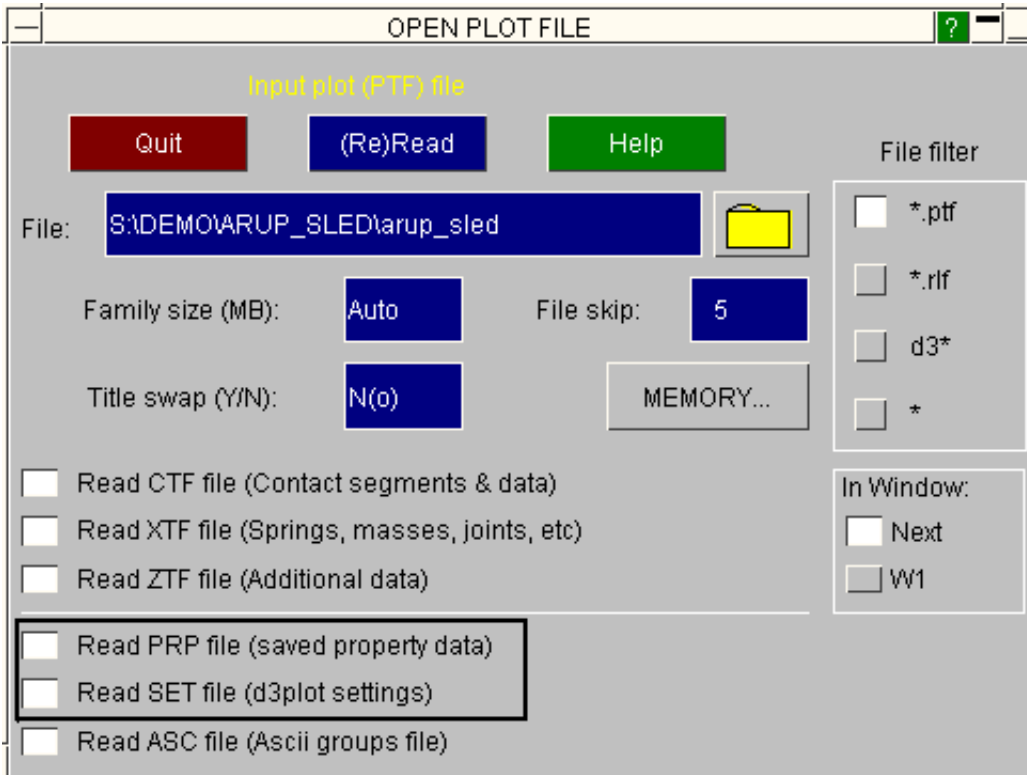 OPEN PLOT FILE ?
Input plot (PTF) file
Quit (Re)Read Help
File filter
File: S:\DEMO\ARUP_SLED\arup_sled
*.ptf
*.rlf
Family size (MB): Auto File skip: 5
d3*
Title swap (Y/N): N(o) MEMORY...
*
Read CTF file (Contact segments & data)
In Window:
Read XTF file (Springs, masses, joints, etc)
Next
Read ZTF file (Additional data)
W1
Read PRP file (saved property data)
Read SET file (d3plot settings)
Read ASC file (Ascii groups file)